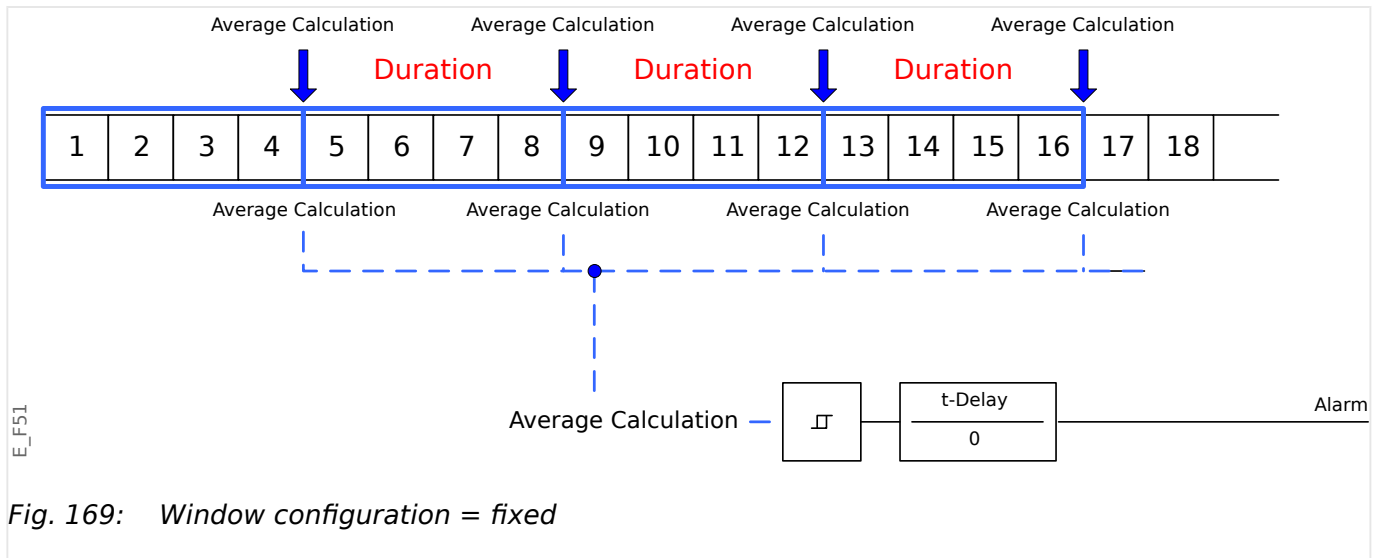 Average Calculation Average Calculation Average Calculation Average Calculation
Duration Duration Duration
1 2 3 4 5 6 7 8 9 10 11 12 13 14 15 16 17 18
Average Calculation Average Calculation Average Calculation Average Calculation
t-Delay
Alarm
Average Calculation
0
E_F51
Fig. 169: Window configuration = fixed